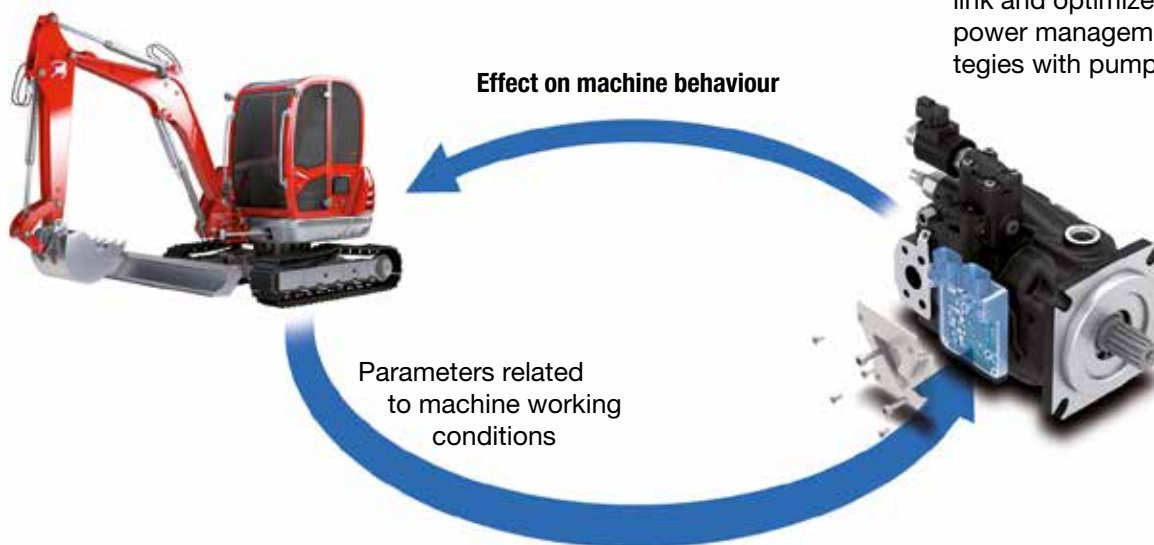 link and optimize
power managem
tegies with pump
Effect on machine behaviour
Parameters related
to machine working
conditions